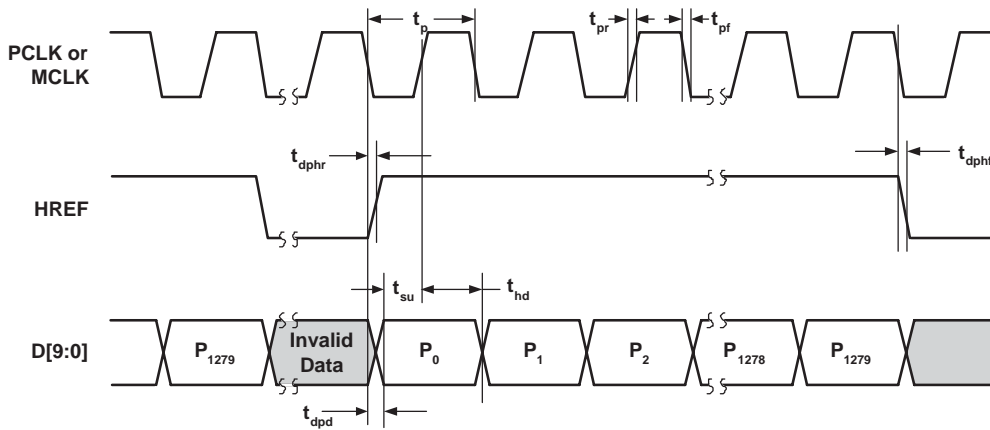 t_p t_pr t_pf
PCLK or
MCLK
t_dphr t_dphf
HREF
t_su t_hd
D[9:0] P_1279 Invalid
Data P_0 P_1 P_2 P_1278 P_1279
t_dpd